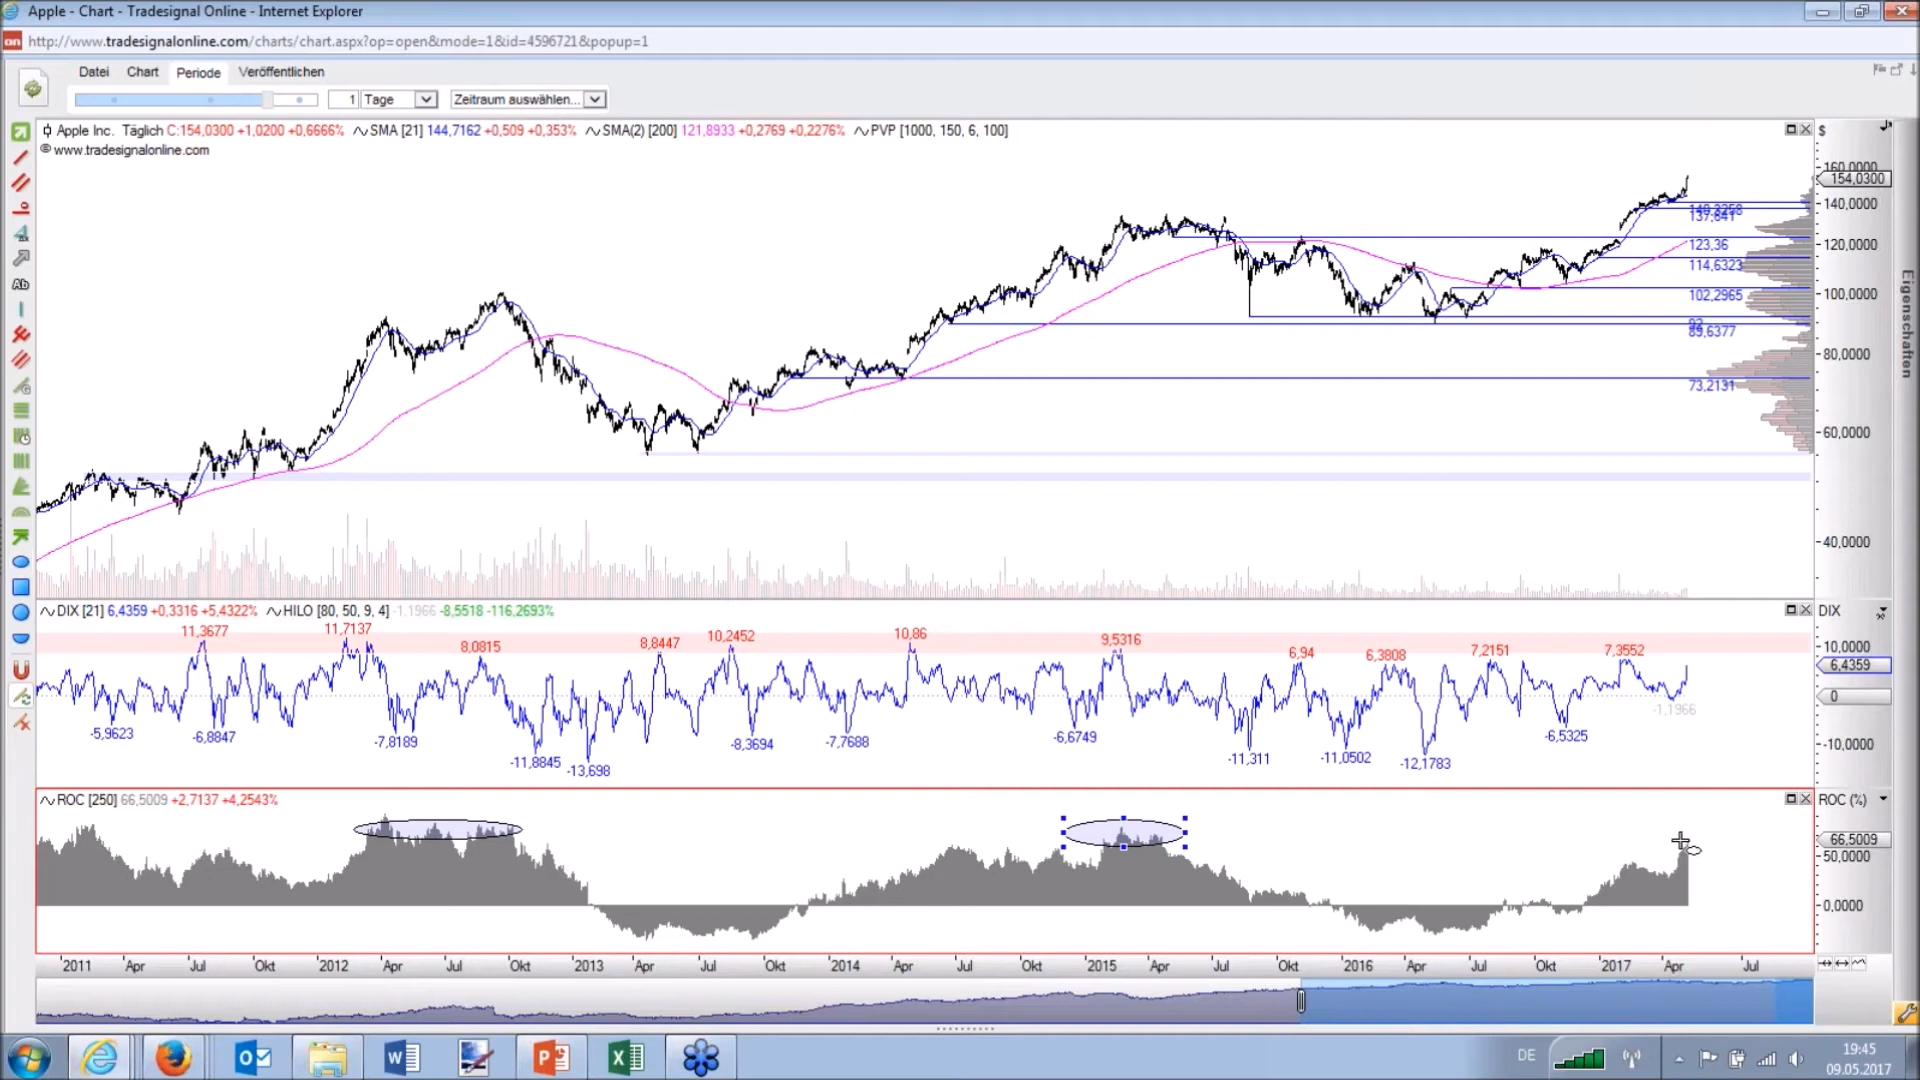 Apple - Chart - Tradesignal Online - Internet Explorer
http://www.tradesignalonline.com/charts/chart.aspx?op=open&mode=1&id=4596721&popup=1
Datei Chart Periode Veröffentlichen
1 Tage Zeitraum auswählen...
Apple Inc. Täglich C:154,0300 +1,0200 +0,6666% SMA [21] 144,7162 +0,509 +0,353% SMA(2) [200] 121,8933 +0,2769 +0,2276% PVP [1000, 150, 6, 100] $
© www.tradesignalonline.com
160,0000
154,0300
140,0000
137,841
120,0000
123,36
114,6323
100,0000
102,2965
89,6377
80,0000
73,2131
60,0000
40,0000
Ab
Eigenschaften
DIX [21] 6,4359 +0,3316 +5,4322% HILO [80, 50, 9, 4] -1.1966 -8,5518 -116,2693% DIX
11,3677 11,7137 8,0815 8,8447 10,2452 10,86 9,5316 6,94 6,3808 7,2151 7,3552 10,0000
6,4359
0
-1,1966
-5,9623 -6,8847 -7,8189 -11,8845 -13,698 -8,3694 -7,7688 -6,6749 -11,311 -11,0502 -12,1783 -6,5325 -10,0000
ROC [250] 66,5009 +2,7137 +4,2543% ROC (%)
66,5009
50,0000
0,0000
2011 Apr Jul Okt 2012 Apr Jul Okt 2013 Apr Jul Okt 2014 Apr Jul Okt 2015 Apr Jul Okt 2016 Apr Jul Okt 2017 Apr Jul
DE
19:45
09.05.2017